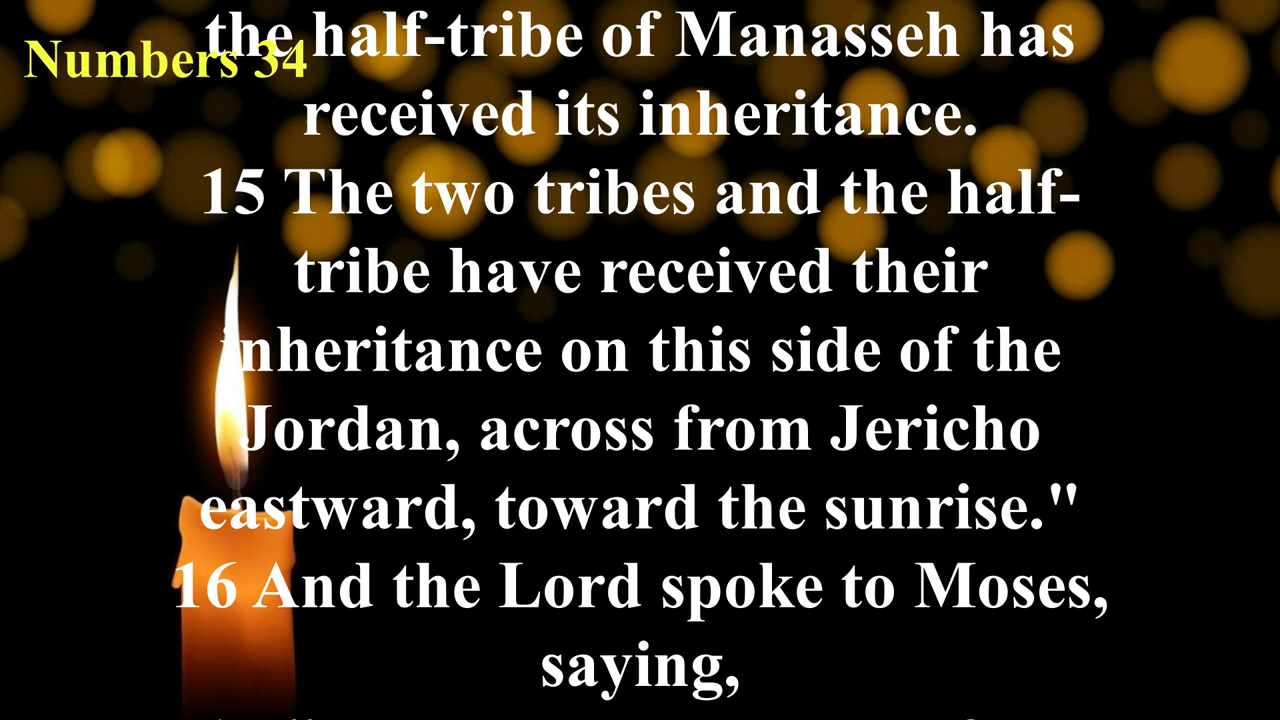 Numbers 34
the half-tribe of Manasseh has
received its inheritance.
15 The two tribes and the half-
tribe have received their
inheritance on this side of the
Jordan, across from Jericho
eastward, toward the sunrise."
16 And the Lord spoke to Moses,
saying,